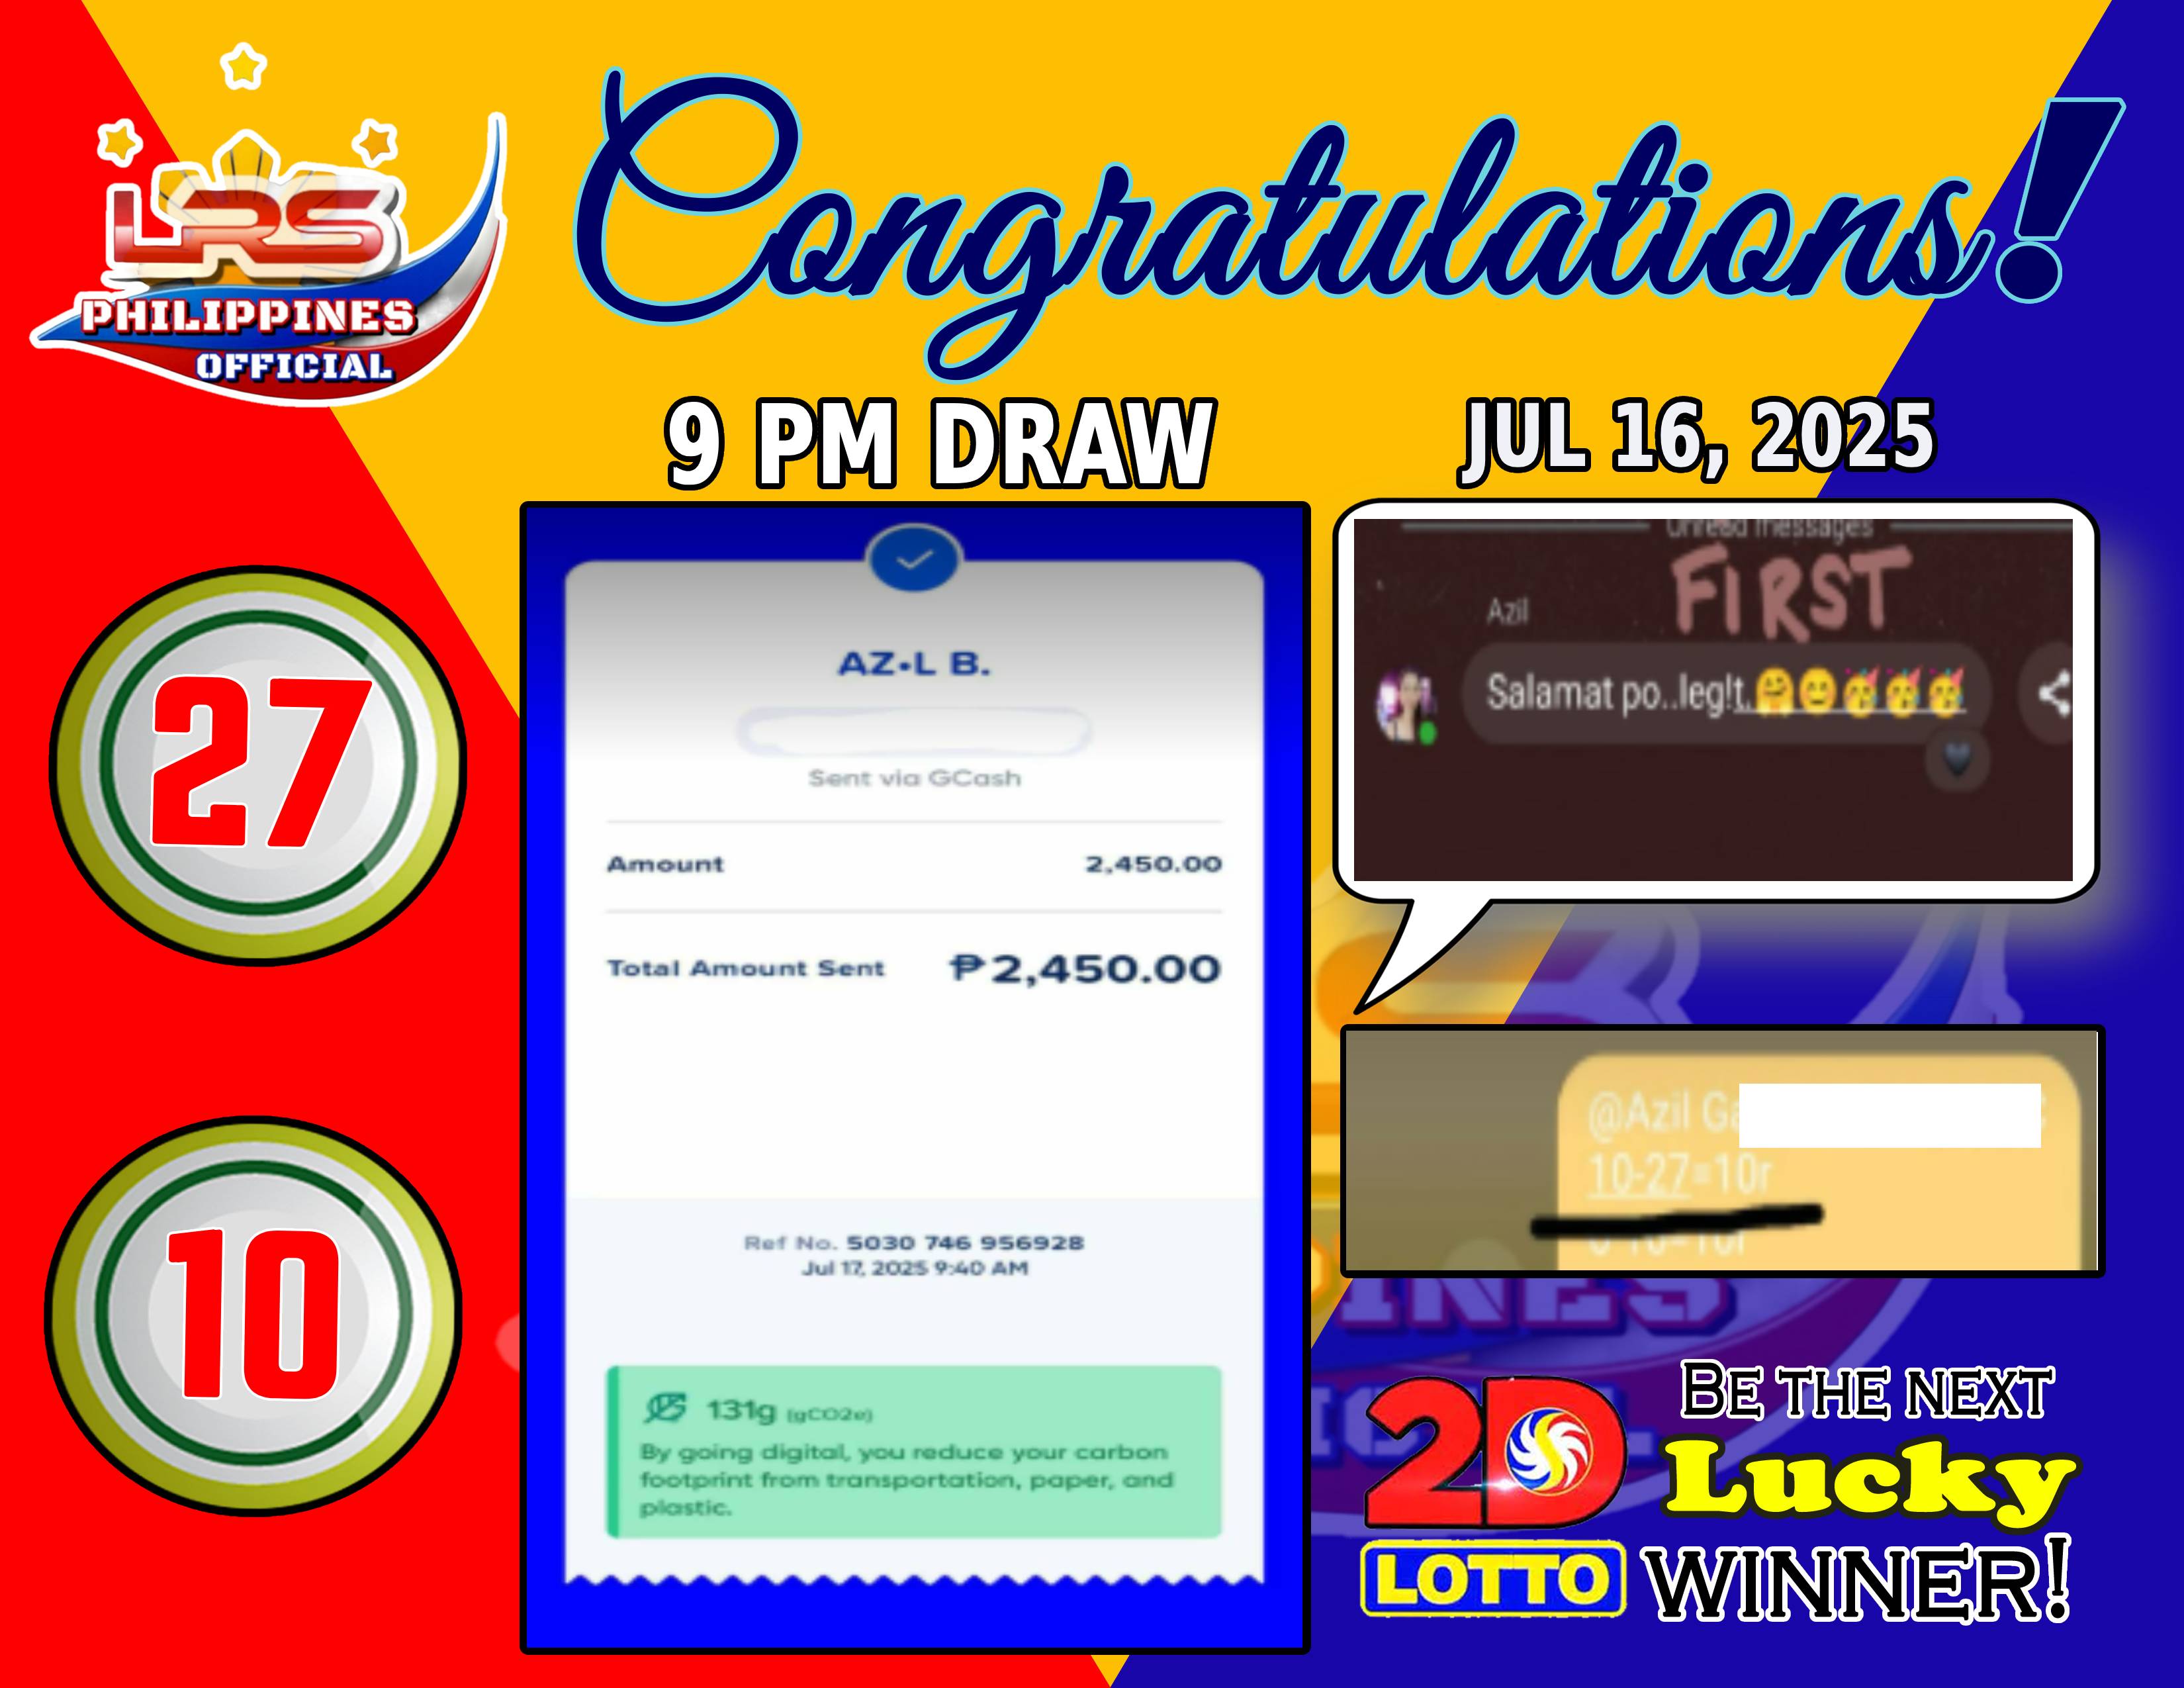 Congratulations!
LRS
PHILIPPINES
OFFICIAL
9 PM DRAW
JUL 16, 2025
27
10
AZ•L B.
Sent via GCash
Amount 2,450.00
Total Amount Sent ₱2,450.00
Ref No. 5030 746 956928
Jul 17, 2025 9:40 AM
131g (gCO2e)
By going digital, you reduce your carbon
footprint from transportation, paper, and
plastic.
Unread messages
FIRST
Azil
Salamat po..leg!t.🤗😊🥳🥳🥳
@Azil Ga
10-27=10r
2D
LOTTO
BE THE NEXT
Lucky
WINNER!